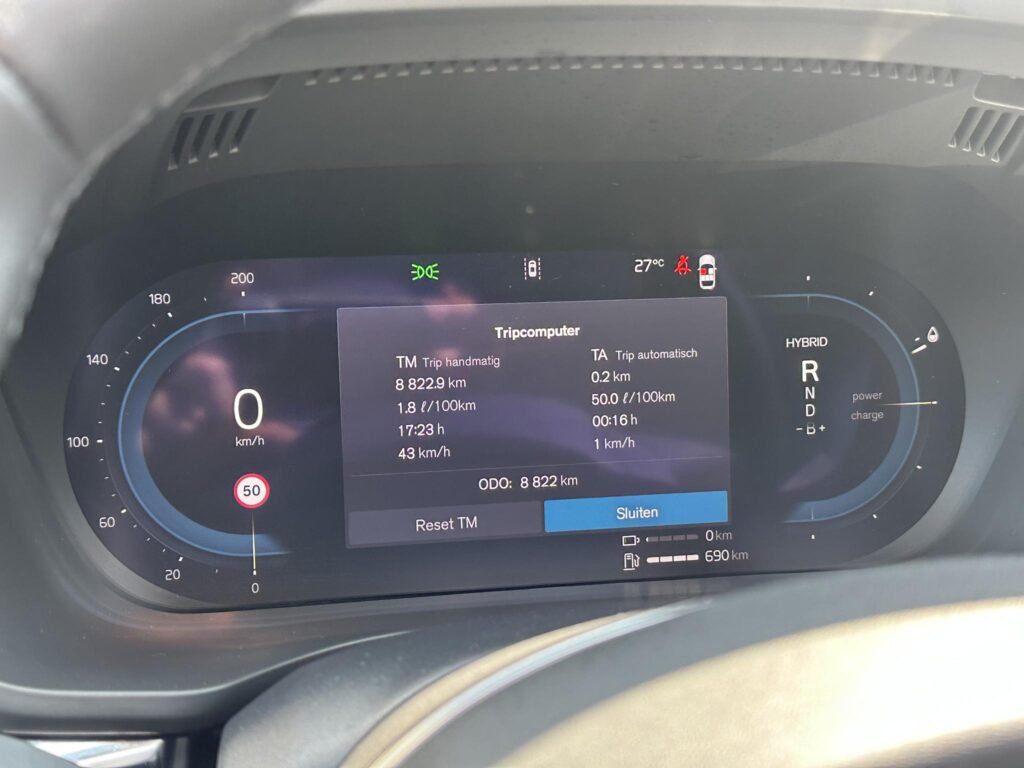 27°C
200
180
140
100
60
20
0
0
km/h
50
Tripcomputer
TM Trip handmatig
8 822.9 km
1.8 ℓ/100km
17:23 h
43 km/h
TA Trip automatisch
0.2 km
50.0 ℓ/100km
00:16 h
1 km/h
ODO: 8 822 km
Reset TM
Sluiten
0 km
690 km
HYBRID
R
N
D
- B +
power
charge